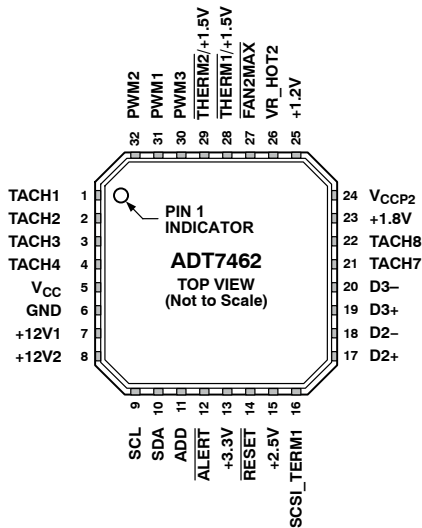 PWM2
PWM1
PWM3
THERM2/+1.5V
THERM1/+1.5V
FAN2MAX
VR_HOT2
+1.2V
32
31
30
29
28
27
26
25
TACH1 1
TACH2 2
TACH3 3
TACH4 4
VCC 5
GND 6
+12V1 7
+12V2 8
PIN 1
INDICATOR
ADT7462
TOP VIEW
(Not to Scale)
24 VCCP2
23 +1.8V
22 TACH8
21 TACH7
20 D3–
19 D3+
18 D2–
17 D2+
9
10
11
12
13
14
15
16
SCL
SDA
ADD
ALERT
+3.3V
RESET
+2.5V
SCSI_TERM1